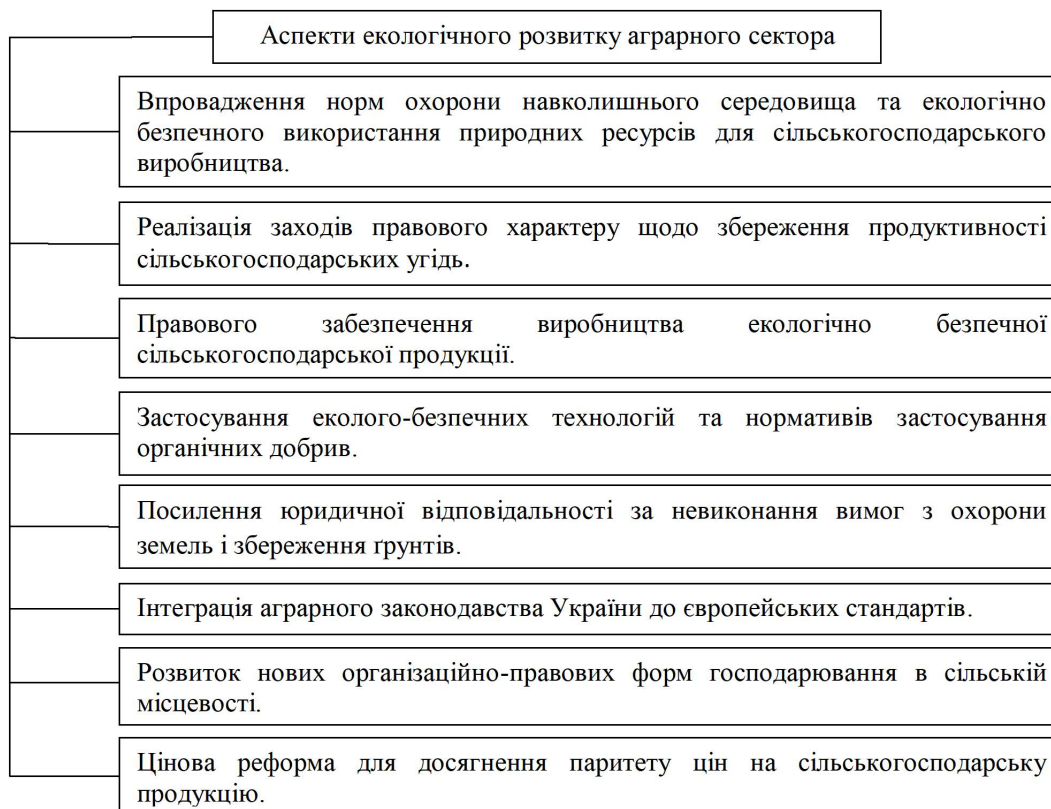 Аспекти екологічного розвитку аграрного сектора
Впровадження норм охорони навколишнього середовища та екологічно
безпечного використання природних ресурсів для сільськогосподарського
виробництва.
Реалізація заходів правового характеру щодо збереження продуктивності
сільськогосподарських угідь.
Правового забезпечення виробництва екологічно безпечної
сільськогосподарської продукції.
Застосування еколого-безпечних технологій та нормативів застосування
органічних добрив.
Посилення юридичної відповідальності за невиконання вимог з охорони
земель і збереження ґрунтів.
Інтеграція аграрного законодавства України до європейських стандартів.
Розвиток нових організаційно-правових форм господарювання в сільській
місцевості.
Цінова реформа для досягнення паритету цін на сільськогосподарську
продукцію.